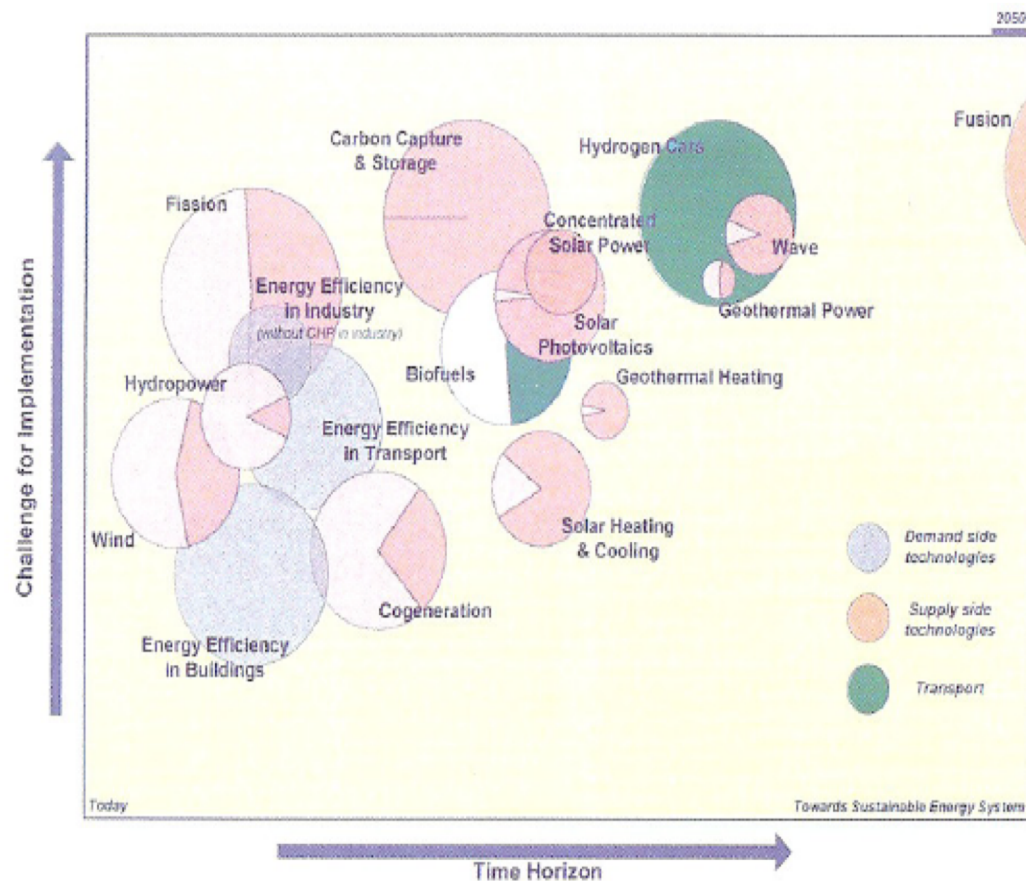 2050
Fusion
Carbon Capture
& Storage
Hydrogen Cars
Fission
Concentrated
Solar Power
Wave
Energy Efficiency
in Industry
(without CHP in industry)
Geothermal Power
Solar
Photovoltaics
Hydropower
Biofuels
Geothermal Heating
Energy Efficiency
in Transport
Wind
Solar Heating
& Cooling
Cogeneration
Energy Efficiency
in Buildings
Demand side
technologies
Supply side
technologies
Transport
Today
Towards Sustainable Energy System
Challenge for Implementation
Time Horizon